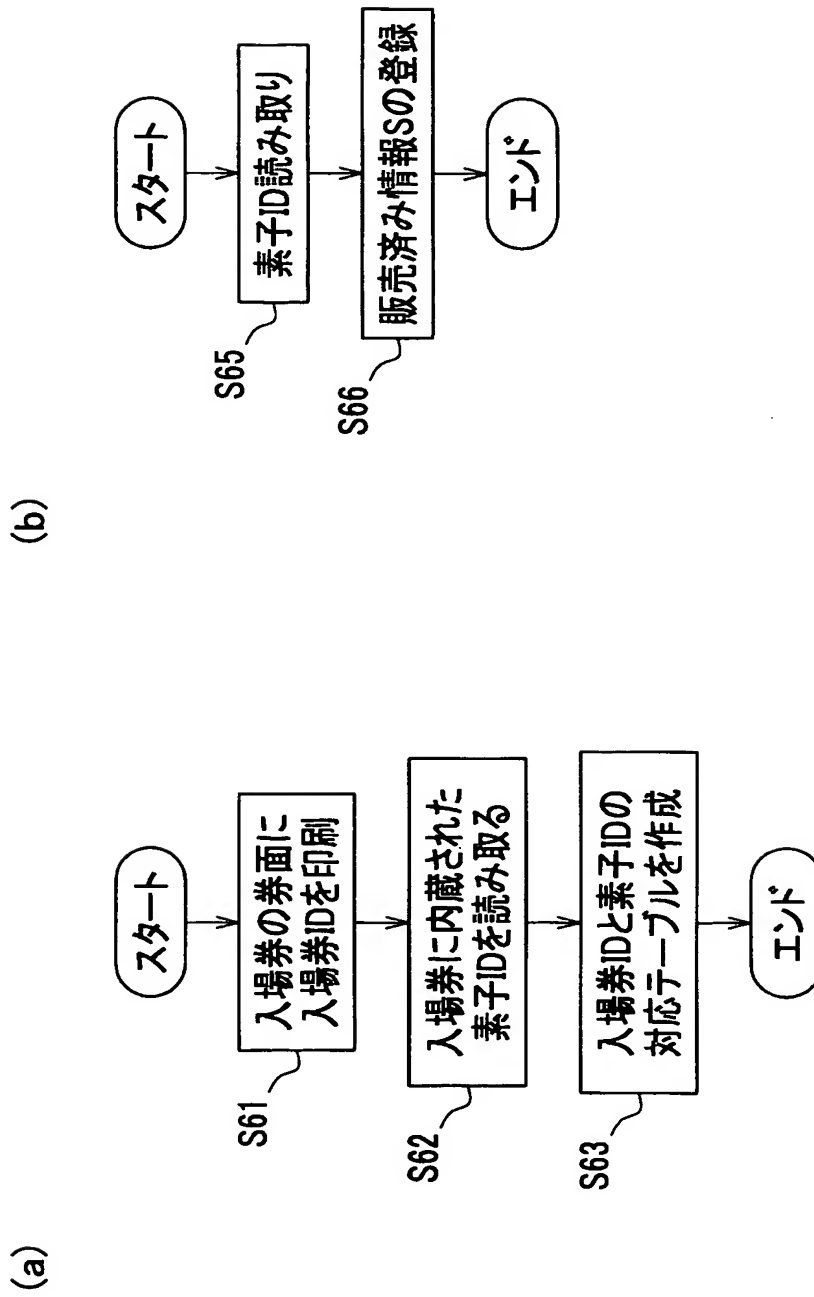 (a)
スタート
S61
入場券の券面に
入場券IDを印刷
S62
入場券に内蔵された
素子IDを読み取る
S63
入場券IDと素子IDの
対応テーブルを作成
エンド
(b)
スタート
S65
素子ID読み取り
S66
販売済み情報Sの登録
エンド